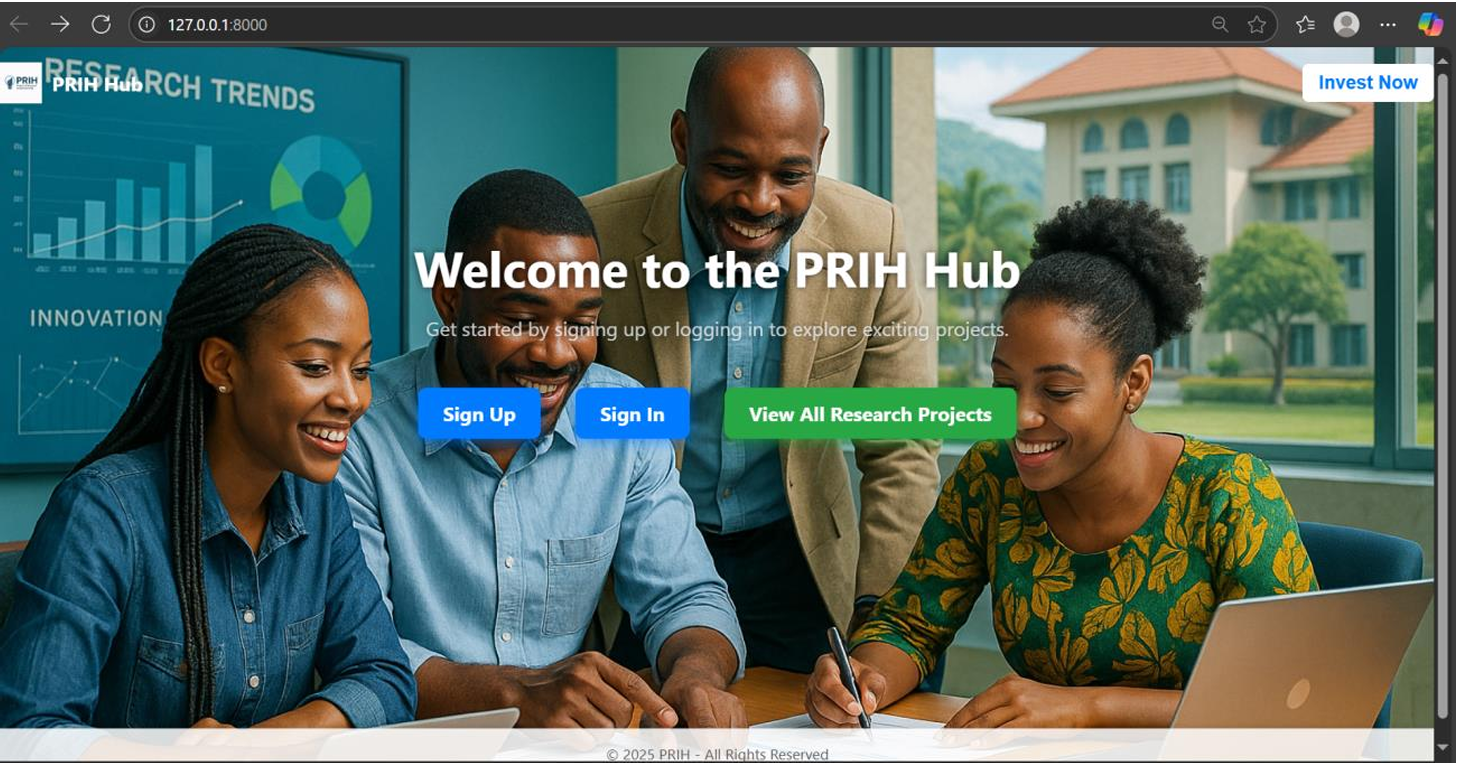 127.0.0.1:8000
RESEARCH TRENDS
PRIH
PRIH Hub
Invest Now
INNOVATION
Welcome to the PRIH Hub
Get started by signing up or logging in to explore exciting projects.
Sign Up
Sign In
View All Research Projects
© 2025 PRIH - All Rights Reserved